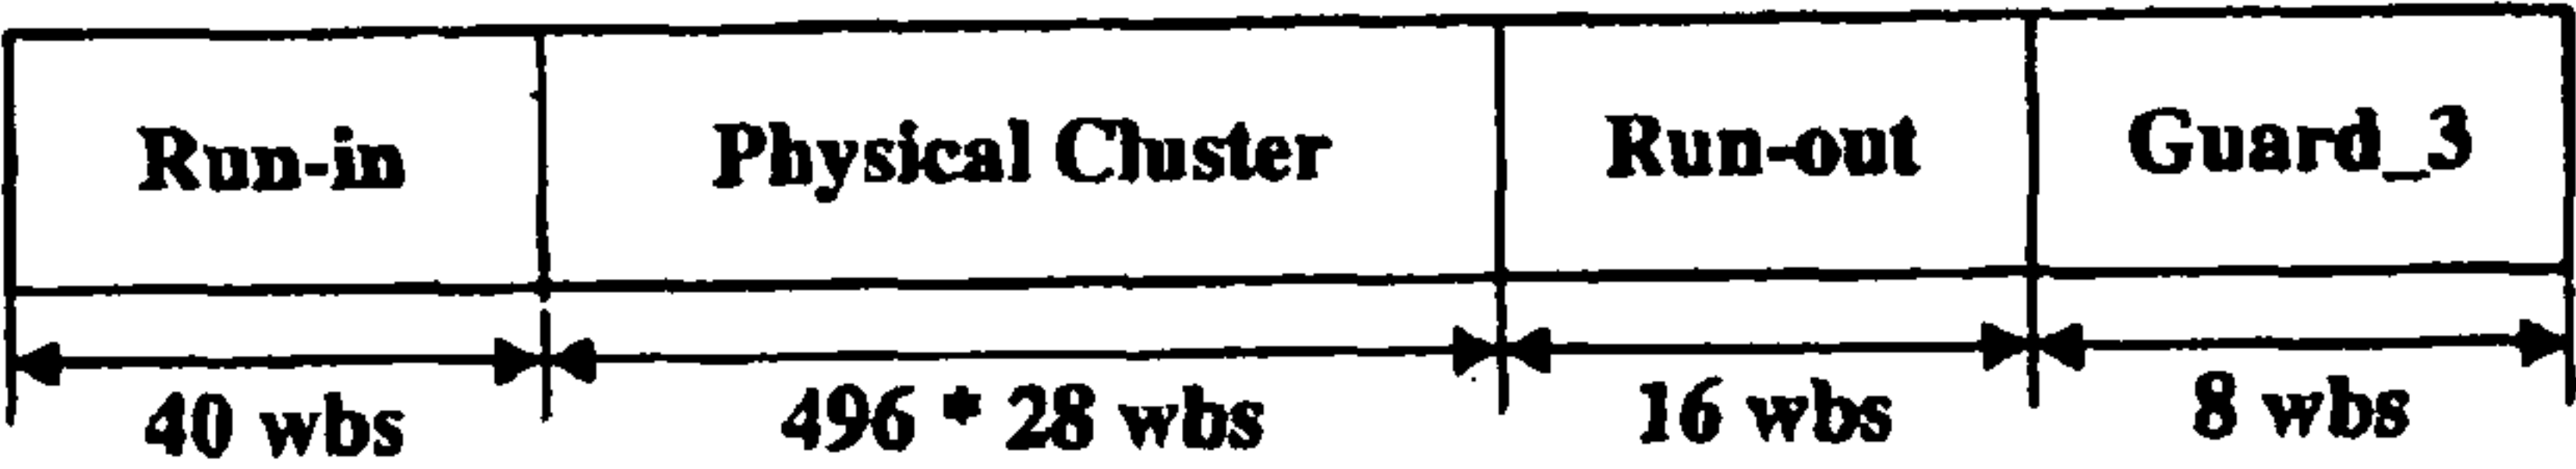 Run-in Physical Cluster Run-out Guard_3
40 wbs 496 * 28 wbs 16 wbs 8 wbs